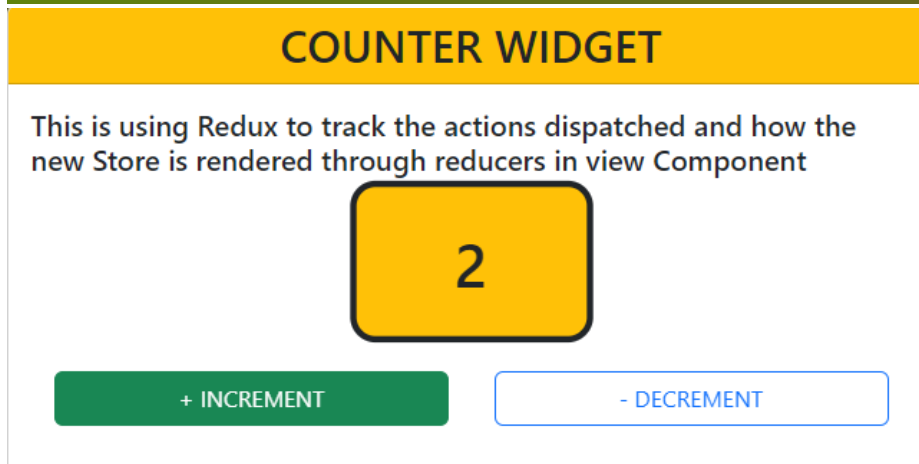 COUNTER WIDGET
This is using Redux to track the actions dispatched and how the
new Store is rendered through reducers in view Component
2
+ INCREMENT
- DECREMENT